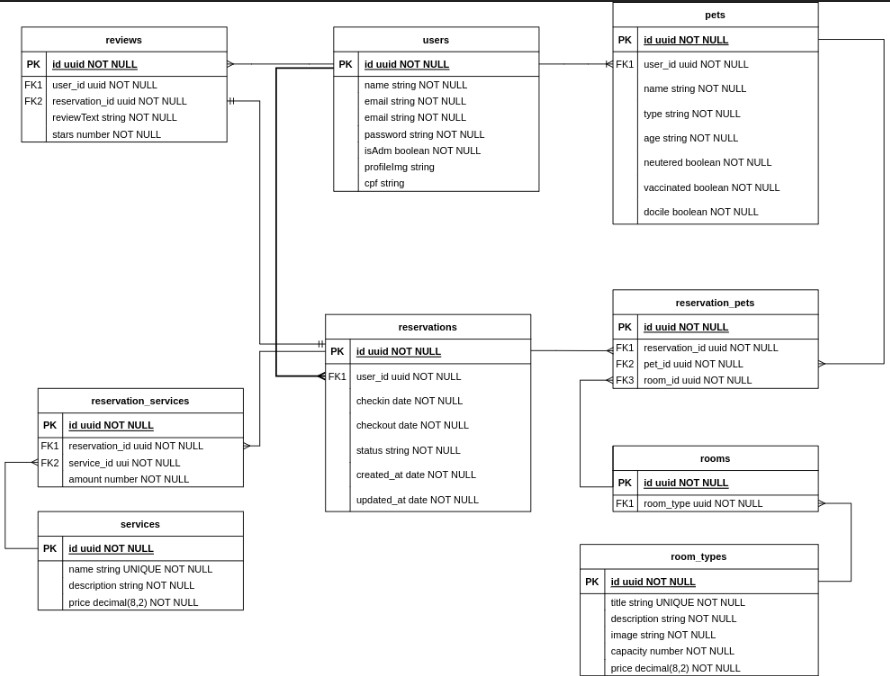 reviews
PK id uuid NOT NULL
FK1 user_id uuid NOT NULL
FK2 reservation_id uuid NOT NULL
reviewText string NOT NULL
stars number NOT NULL
users
PK id uuid NOT NULL
name string NOT NULL
email string NOT NULL
email string NOT NULL
password string NOT NULL
isAdm boolean NOT NULL
profileImg string
cpf string
pets
PK id uuid NOT NULL
FK1 user_id uuid NOT NULL
name string NOT NULL
type string NOT NULL
age string NOT NULL
neutered boolean NOT NULL
vaccinated boolean NOT NULL
docile boolean NOT NULL
reservations
PK id uuid NOT NULL
FK1 user_id uuid NOT NULL
checkin date NOT NULL
checkout date NOT NULL
status string NOT NULL
created_at date NOT NULL
updated_at date NOT NULL
reservation_pets
PK id uuid NOT NULL
FK1 reservation_id uuid NOT NULL
FK2 pet_id uuid NOT NULL
FK3 room_id uuid NOT NULL
reservation_services
PK id uuid NOT NULL
FK1 reservation_id uuid NOT NULL
FK2 service_id uui NOT NULL
amount number NOT NULL
rooms
PK id uuid NOT NULL
FK1 room_type uuid NOT NULL
services
PK id uuid NOT NULL
name string UNIQUE NOT NULL
description string NOT NULL
price decimal(8,2) NOT NULL
room_types
PK id uuid NOT NULL
title string UNIQUE NOT NULL
description string NOT NULL
image string NOT NULL
capacity number NOT NULL
price decimal(8,2) NOT NULL